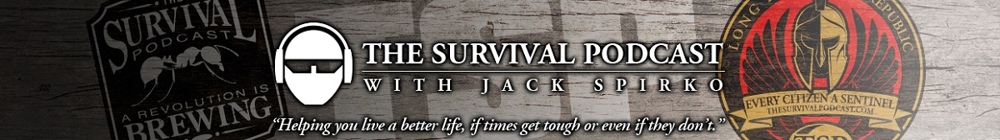 THE
SURVIVAL
PODCAST
A REVOLUTION IS
BREWING
TSP
THE SURVIVAL PODCAST
WITH JACK SPIRKO
“Helping you live a better life, if times get tough or even if they don’t.”
LONG
REPUBLIC
EVERY CITIZEN A SENTINEL
THESURVIVALPODCAST.COM
TSP